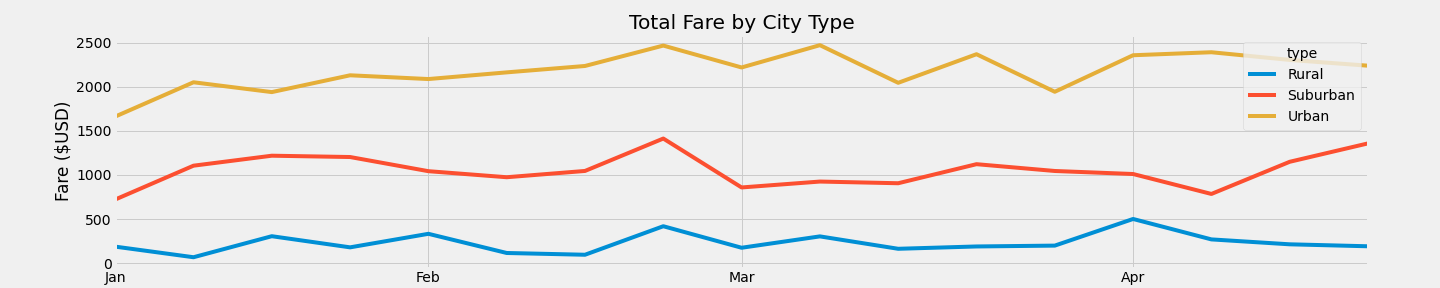 Total Fare by City Type
Fare ($USD)
2500
2000
1500
1000
500
0
Jan
Feb
Mar
Apr
type
Rural
Suburban
Urban